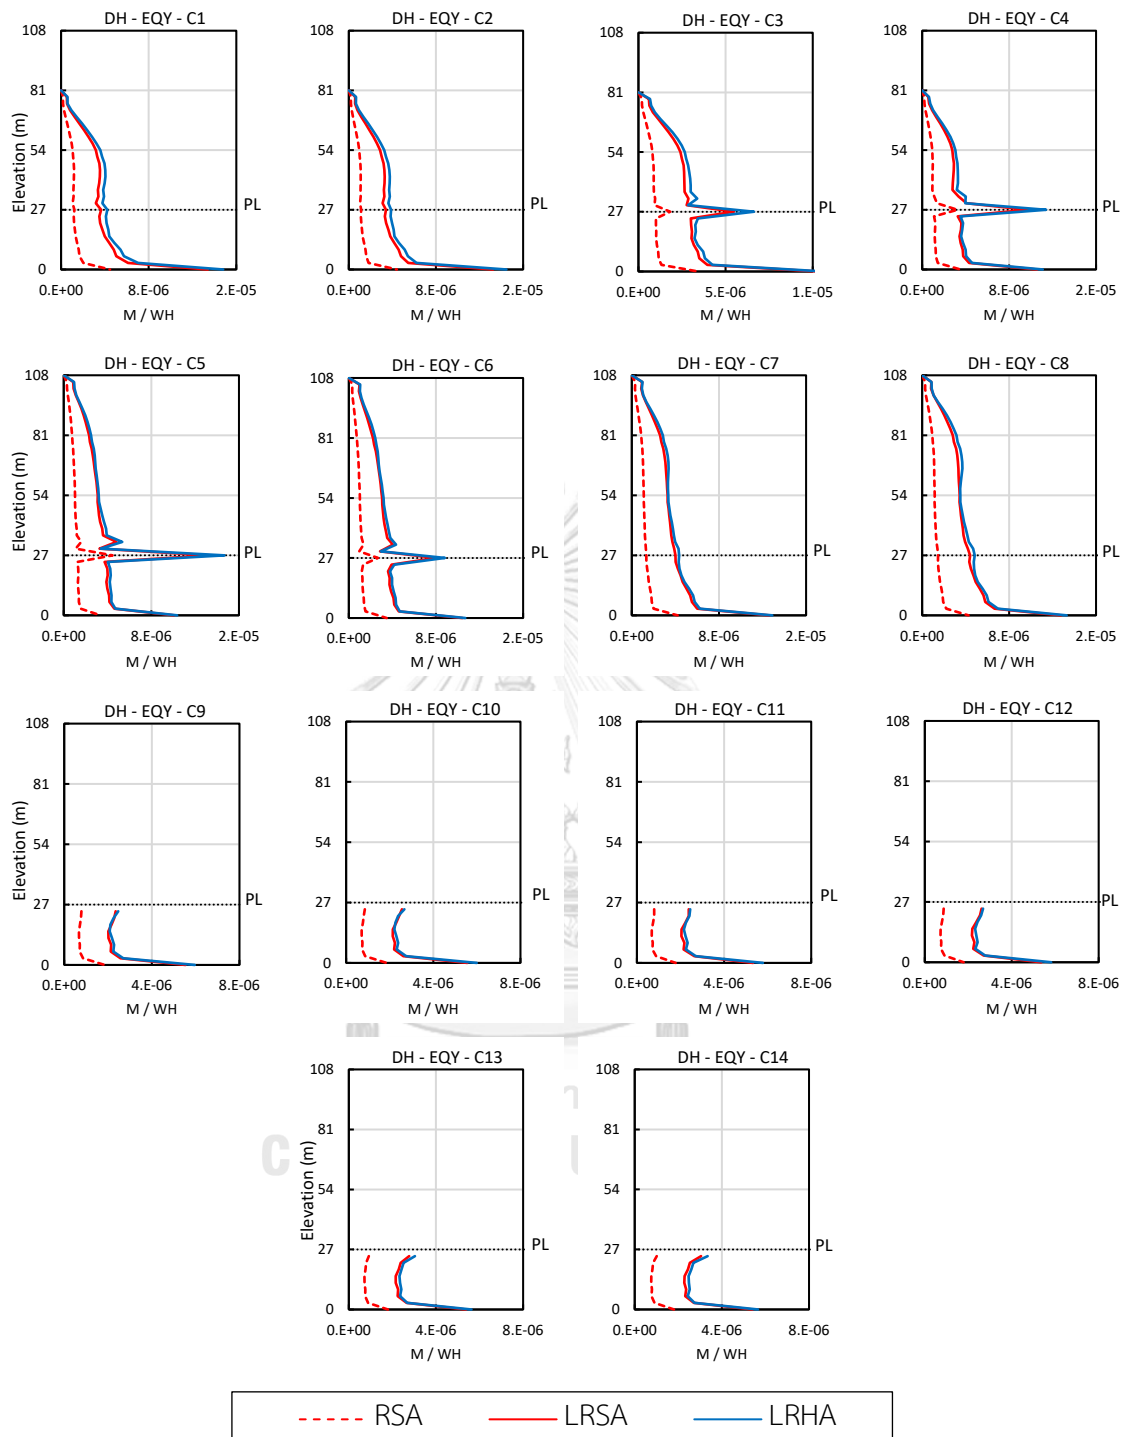 DH - EQY - C1
DH - EQY - C2
DH - EQY - C3
DH - EQY - C4
Elevation (m)
108
81
54
27
0
PL
0.E+00
8.E-06
2.E-05
M / WH
108
81
54
27
0
PL
0.E+00
8.E-06
2.E-05
M / WH
108
81
54
27
0
PL
0.E+00
5.E-06
1.E-05
M / WH
108
81
54
27
0
PL
0.E+00
8.E-06
2.E-05
M / WH
DH - EQY - C5
DH - EQY - C6
DH - EQY - C7
DH - EQY - C8
Elevation (m)
108
81
54
27
0
PL
0.E+00
8.E-06
2.E-05
M / WH
108
81
54
27
0
PL
0.E+00
8.E-06
2.E-05
M / WH
108
81
54
27
0
PL
0.E+00
8.E-06
2.E-05
M / WH
108
81
54
27
0
PL
0.E+00
8.E-06
2.E-05
M / WH
DH - EQY - C9
DH - EQY - C10
DH - EQY - C11
DH - EQY - C12
Elevation (m)
108
81
54
27
0
PL
0.E+00
4.E-06
8.E-06
M / WH
108
81
54
27
0
PL
0.E+00
4.E-06
8.E-06
M / WH
108
81
54
27
0
PL
0.E+00
4.E-06
8.E-06
M / WH
108
81
54
27
0
PL
0.E+00
4.E-06
8.E-06
M / WH
DH - EQY - C13
DH - EQY - C14
Elevation (m)
108
81
54
27
0
PL
0.E+00
4.E-06
8.E-06
M / WH
108
81
54
27
0
PL
0.E+00
4.E-06
8.E-06
M / WH
RSA LRSA LRHA